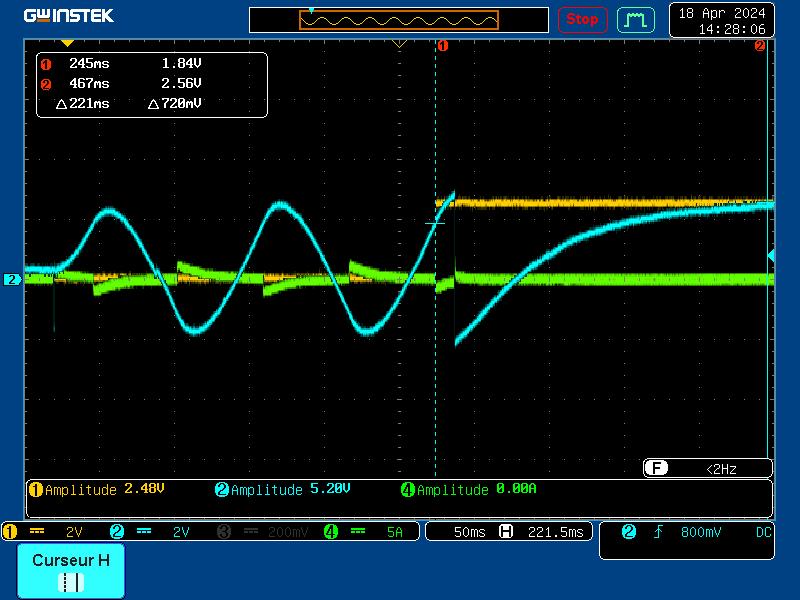 GWINSTEK
Stop
18 Apr 2024
14:28:06
1 245ms 1.84V
2 467ms 2.56V
△221ms △720mV
1
2
2
F <2Hz
1 Amplitude 2.48V 2 Amplitude 5.20V 4 Amplitude 0.00A
1 2V 2 2V 3 200mV 4 5A 50ms H 221.5ms 2 800mV DC
Curseur H